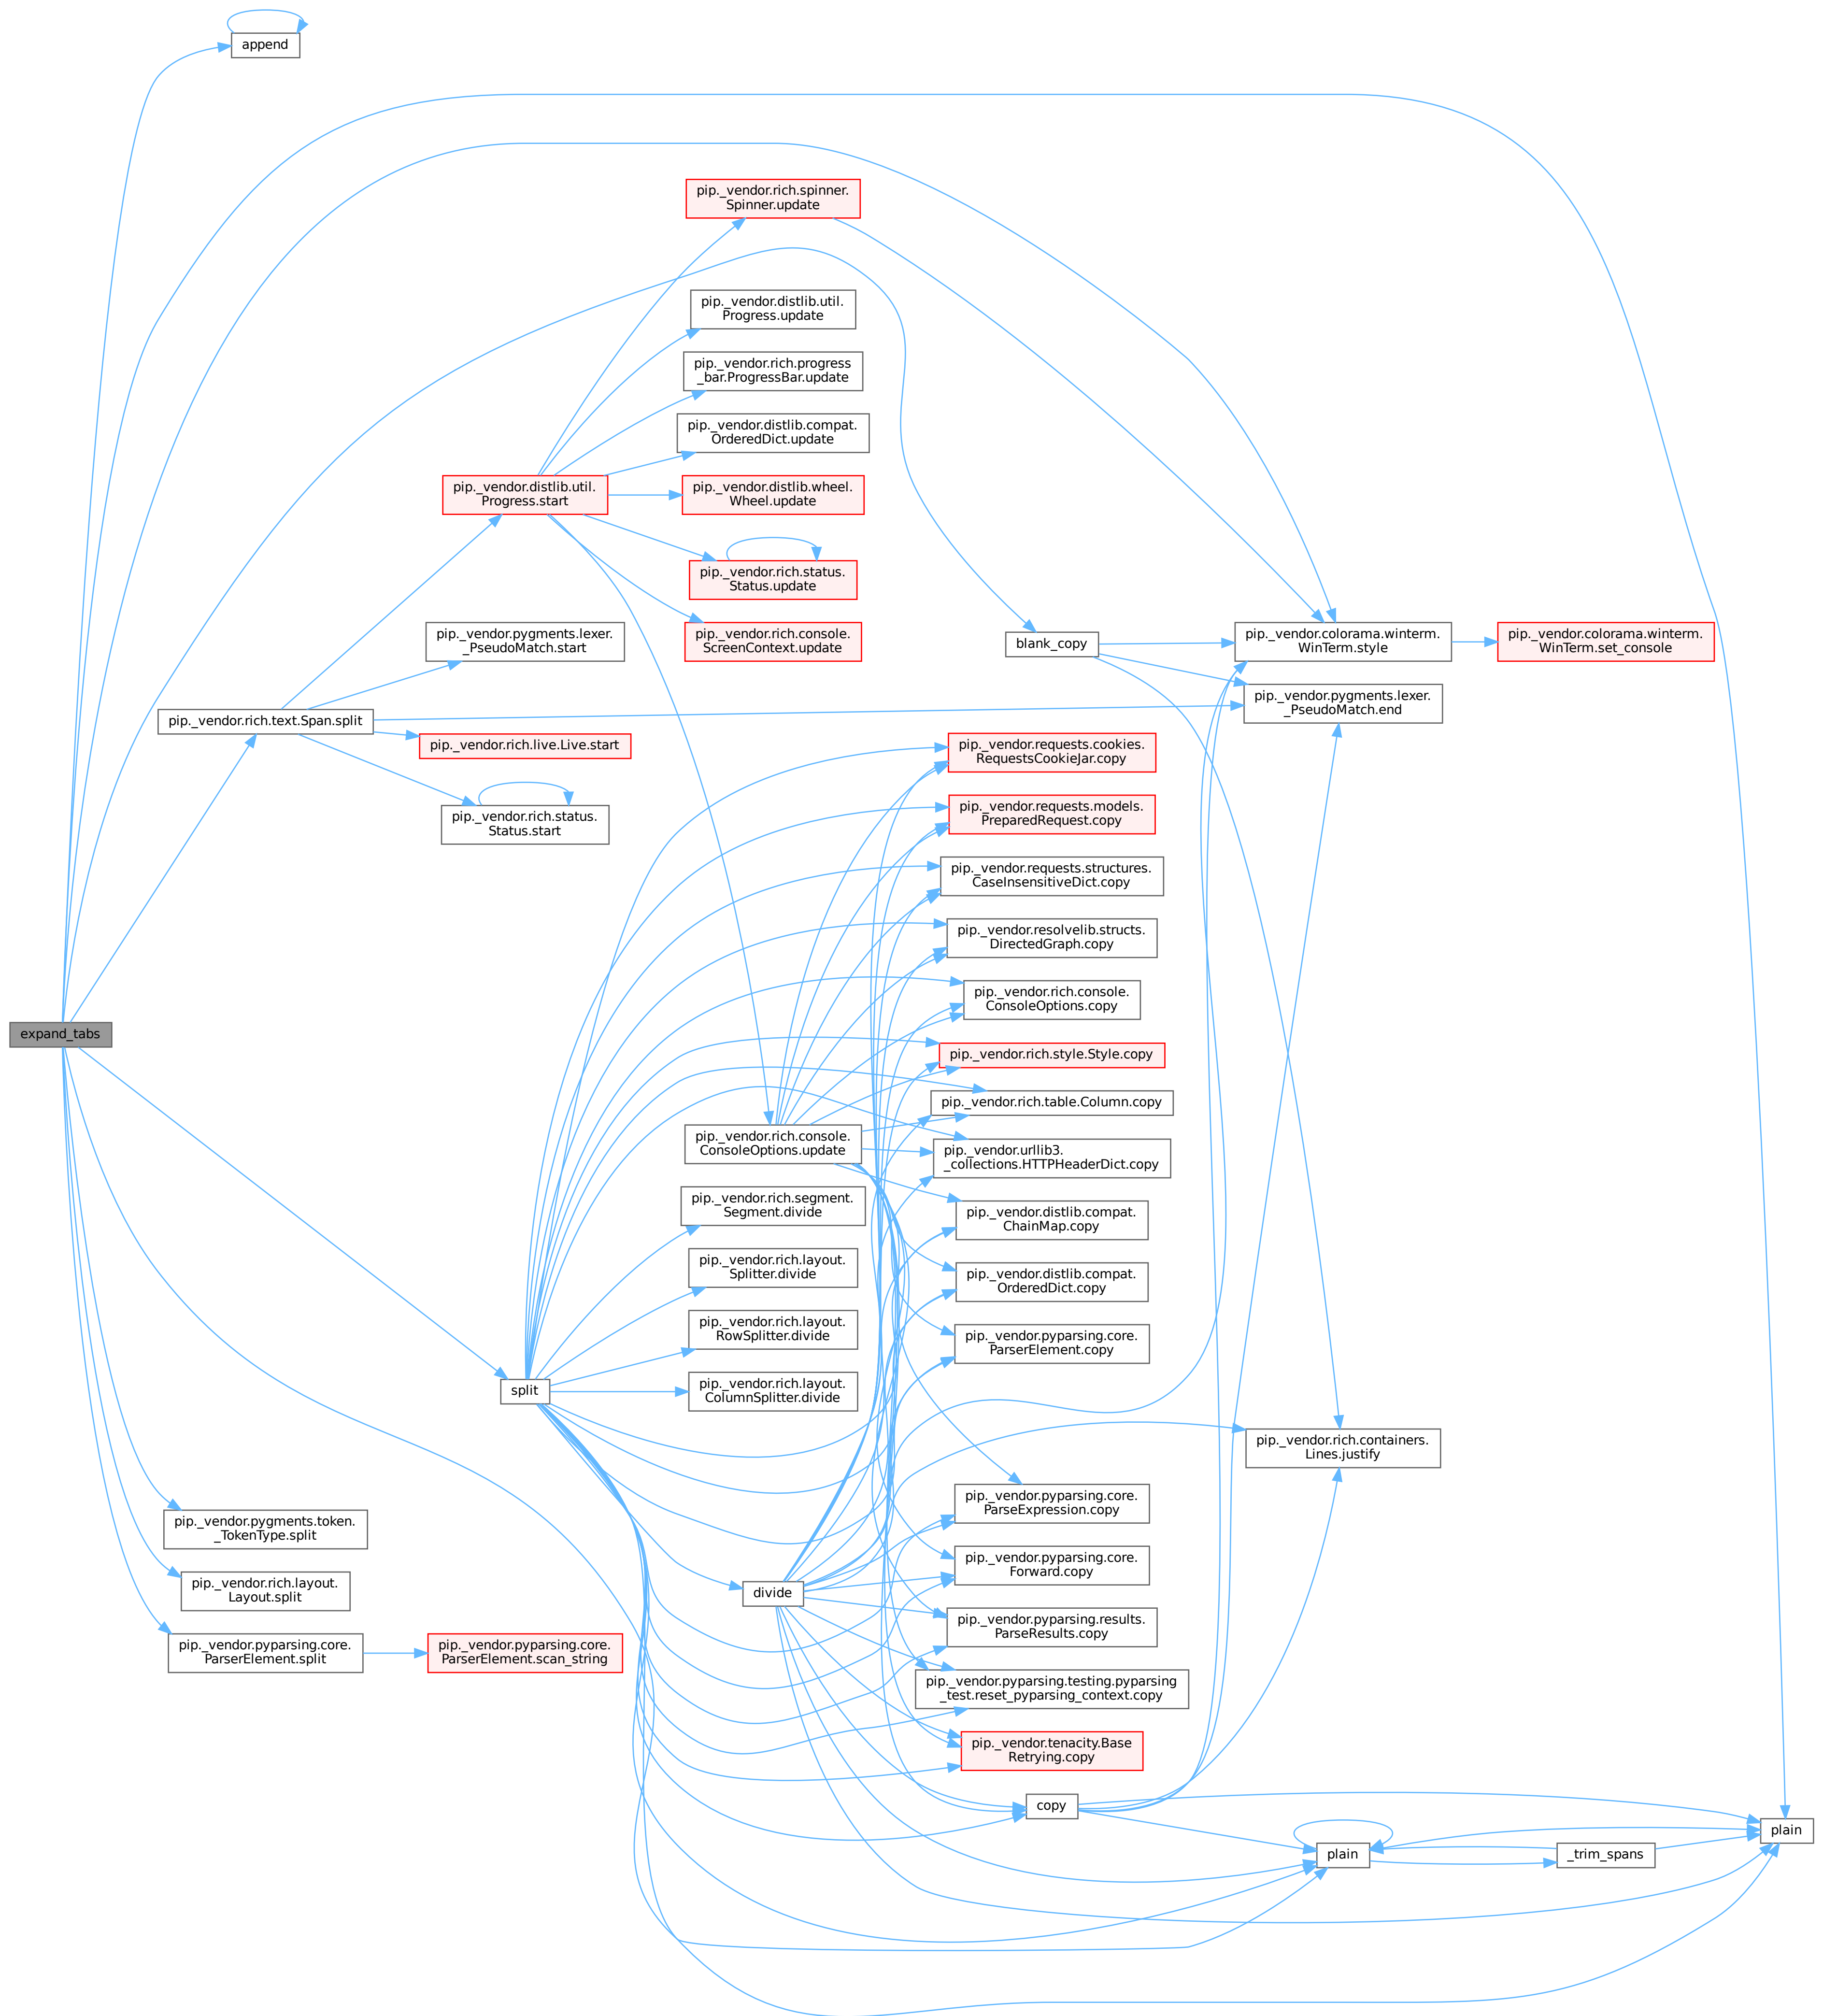 append
pip._vendor.rich.spinner.
Spinner.update
pip._vendor.distlib.util.
Progress.update
pip._vendor.rich.progress
_bar.ProgressBar.update
pip._vendor.distlib.compat.
OrderedDict.update
pip._vendor.distlib.util.
Progress.start
pip._vendor.distlib.wheel.
Wheel.update
pip._vendor.rich.status.
Status.update
pip._vendor.rich.console.
ScreenContext.update
pip._vendor.pygments.lexer.
_PseudoMatch.start
blank_copy
pip._vendor.colorama.winterm.
WinTerm.style
pip._vendor.colorama.winterm.
WinTerm.set_console
pip._vendor.pygments.lexer.
_PseudoMatch.end
pip._vendor.rich.text.Span.split
pip._vendor.rich.live.Live.start
pip._vendor.rich.status.
Status.start
pip._vendor.requests.cookies.
RequestsCookieJar.copy
pip._vendor.requests.models.
PreparedRequest.copy
pip._vendor.requests.structures.
CaseInsensitiveDict.copy
pip._vendor.resolvelib.structs.
DirectedGraph.copy
pip._vendor.rich.console.
ConsoleOptions.copy
expand_tabs
pip._vendor.rich.style.Style.copy
pip._vendor.rich.table.Column.copy
pip._vendor.rich.console.
ConsoleOptions.update
pip._vendor.urllib3.
_collections.HTTPHeaderDict.copy
pip._vendor.rich.segment.
Segment.divide
pip._vendor.distlib.compat.
ChainMap.copy
pip._vendor.rich.layout.
Splitter.divide
pip._vendor.distlib.compat.
OrderedDict.copy
pip._vendor.rich.layout.
RowSplitter.divide
pip._vendor.pyparsing.core.
ParserElement.copy
split
pip._vendor.rich.layout.
ColumnSplitter.divide
pip._vendor.rich.containers.
Lines.justify
pip._vendor.pyparsing.core.
ParseExpression.copy
pip._vendor.pygments.token.
_TokenType.split
pip._vendor.pyparsing.core.
Forward.copy
pip._vendor.rich.layout.
Layout.split
divide
pip._vendor.pyparsing.results.
ParseResults.copy
pip._vendor.pyparsing.core.
ParserElement.split
pip._vendor.pyparsing.core.
ParserElement.scan_string
pip._vendor.pyparsing.testing.pyparsing
_test.reset_pyparsing_context.copy
pip._vendor.tenacity.Base
Retrying.copy
copy
plain
plain
_trim_spans